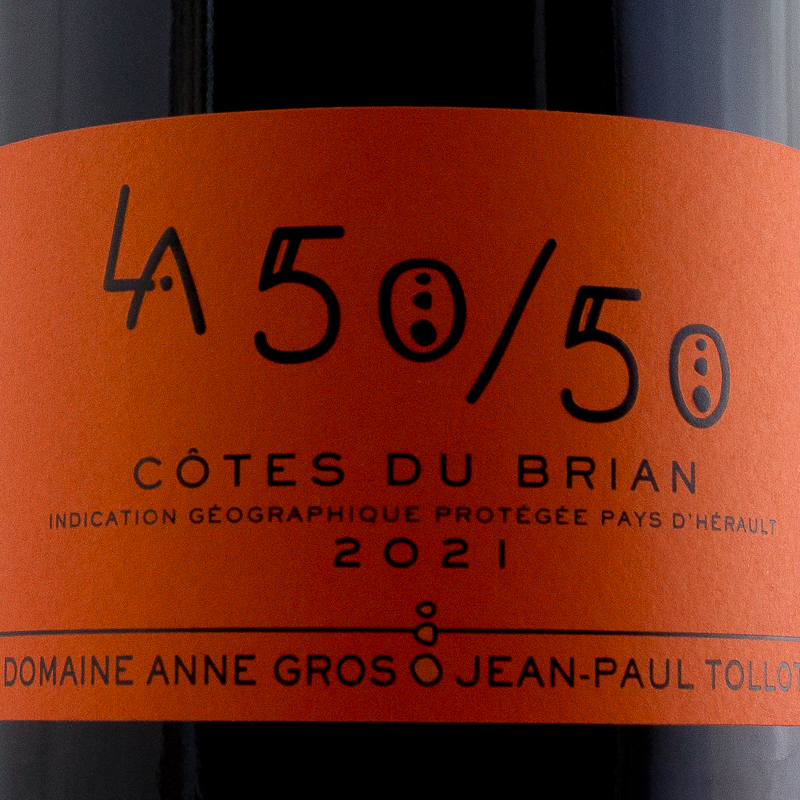 LA 50/50
CÔTES DU BRIAN
INDICATION GÉOGRAPHIQUE PROTÉGÉE PAYS D'HÉRAULT
2021
DOMAINE ANNE GROS JEAN-PAUL TOLLOT